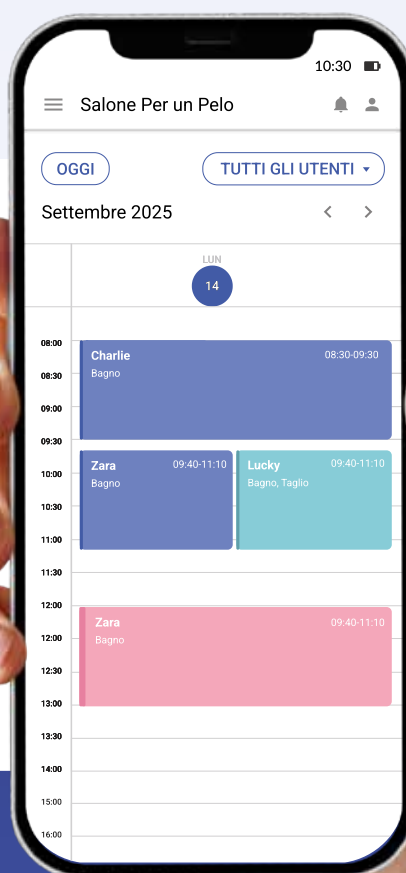 10:30
Salone Per un Pelo
OGGI
TUTTI GLI UTENTI
Settembre 2025
LUN
14
08:00
Charlie 08:30-09:30
Bagno
08:30
09:00
09:30
Zara 09:40-11:10
Bagno
Lucky 09:40-11:10
Bagno, Taglio
10:00
10:30
11:00
11:30
12:00
Zara 09:40-11:10
Bagno
12:00
12:30
13:00
13:30
14:00
15:00
16:00